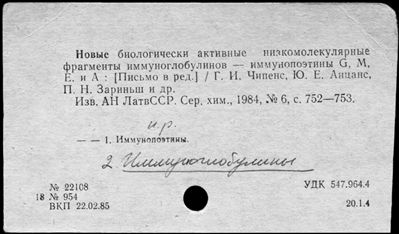 Новые биологически активные низкомолекулярные
фрагменты иммуноглобулинов — иммунопоэтины G, M,
E, и A : [Письмо в ред.] / Г. И. Чипенс, Ю. Е. Анцанс,
П. Н. Зариньш и др.
Изв. АН ЛатвССР. Сер. хим., 1984, № 6, с. 752—753.
н.р.
— — 1. Иммунопоэтины.
2 Иммуноглобулины
№ 22108
18 № 954
ВКП 22.02.85
УДК 547.964.4
20.1.4